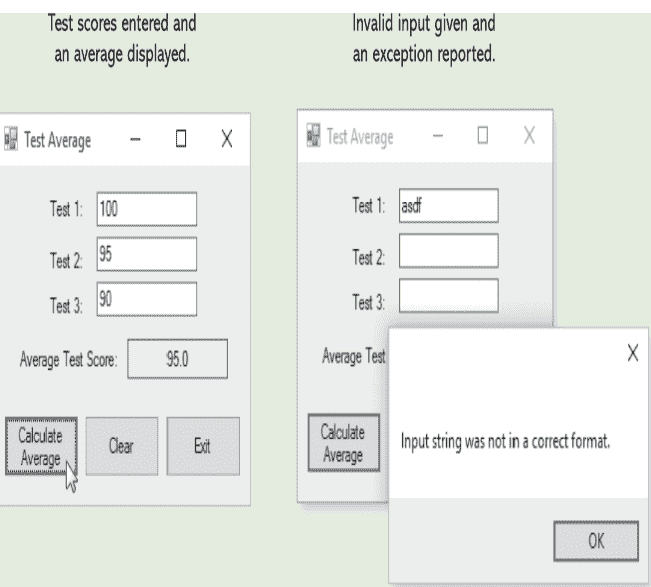 Test scores entered and
an average displayed.
Test Average
Test 1: 100
Test 2: 95
Test 3: 90
Average Test Score: 95.0
Calculate
Average
Clear
Exit
Invalid input given and
an exception reported.
Test Average
Test 1: asdf
Test 2:
Test 3:
Average Test
Calculate
Average
Input string was not in a correct format.
OK